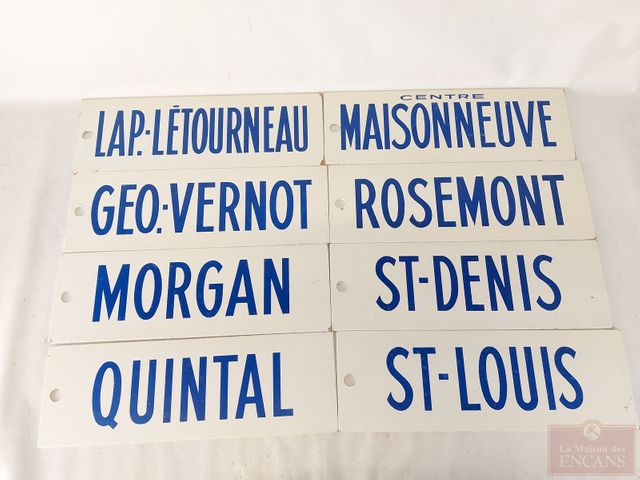 LAP.-LÉTOURNEAU
GEO.-VERNOT
MORGAN
QUINTAL
CENTRE
MAISONNEUVE
ROSEMONT
ST-DENIS
ST-LOUIS
La Maison des
ENCANS